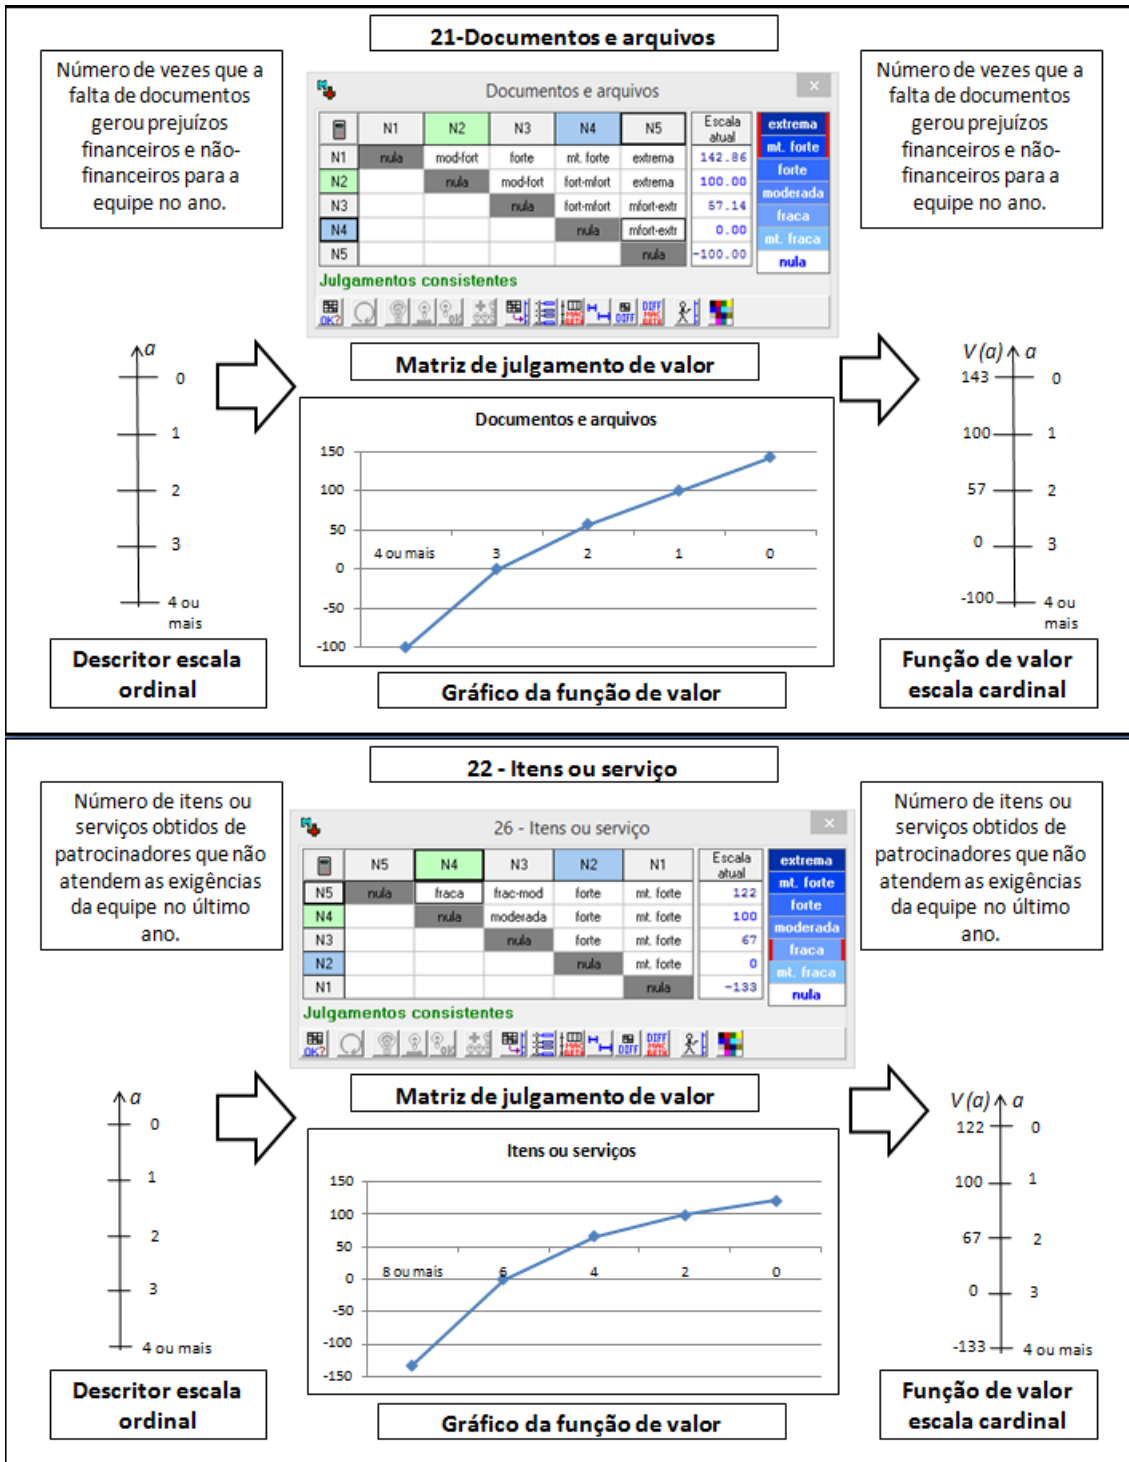 21-Documentos e arquivos
Número de vezes que a
falta de documentos
gerou prejuízos
financeiros e não-
financeiros para a
equipe no ano.
Documentos e arquivos
N1 N2 N3 N4 N5 Escala atual
N1 nula mod-fort forte mt. forte extrema 142.86
N2 nula mod-fort fort-mfort extrema 100.00
N3 nula fort-mfort mfort-extr 57.14
N4 nula mfort-extr 0.00
N5 nula -100.00
extrema
mt. forte
forte
moderada
fraca
mt. fraca
nula
Julgamentos consistentes
OK? OK DIFF DIFF MAC BETA
Número de vezes que a
falta de documentos
gerou prejuízos
financeiros e não-
financeiros para a
equipe no ano.
a
0
1
2
3
4 ou
mais
Descritor escala
ordinal
Matriz de julgamento de valor
Documentos e arquivos
150
100
50
0
-50
-100
4 ou mais 3 2 1 0
Gráfico da função de valor
V (a) a
143 0
100 1
57 2
0 3
-100 4 ou
mais
Função de valor
escala cardinal
22 - Itens ou serviço
Número de itens ou
serviços obtidos de
patrocinadores que não
atendem as exigências
da equipe no último
ano.
26 - Itens ou serviço
N5 N4 N3 N2 N1 Escala atual
N5 nula fraca frac-mod forte mt. forte 122
N4 nula moderada forte mt. forte 100
N3 nula forte mt. forte 67
N2 nula mt. forte 0
N1 nula -133
extrema
mt. forte
forte
moderada
fraca
mt. fraca
nula
Julgamentos consistentes
OK? OK DIFF DIFF MAC BETA
Número de itens ou
serviços obtidos de
patrocinadores que não
atendem as exigências
da equipe no último
ano.
a
0
1
2
3
4 ou mais
Descritor escala
ordinal
Matriz de julgamento de valor
Itens ou serviços
150
100
50
0
-50
-100
-150
8 ou mais 6 4 2 0
Gráfico da função de valor
V (a) a
122 0
100 1
67 2
0 3
-133 4 ou mais
Função de valor
escala cardinal